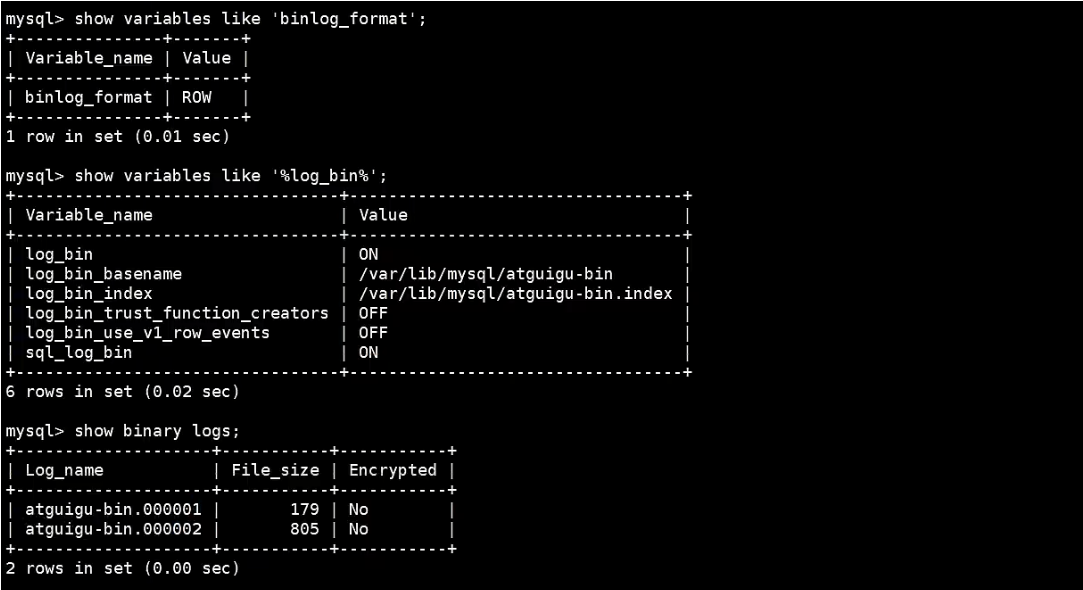 mysql> show variables like 'binlog_format';
+---------------+-------+
| Variable_name | Value |
+---------------+-------+
| binlog_format | ROW   |
+---------------+-------+
1 row in set (0.01 sec)

mysql> show variables like '%log_bin%';
+---------------------------------+----------------------------------+
| Variable_name                   | Value                            |
+---------------------------------+----------------------------------+
| log_bin                         | ON                               |
| log_bin_basename                | /var/lib/mysql/atguigu-bin       |
| log_bin_index                   | /var/lib/mysql/atguigu-bin.index |
| log_bin_trust_function_creators | OFF                              |
| log_bin_use_v1_row_events       | OFF                              |
| sql_log_bin                     | ON                               |
+---------------------------------+----------------------------------+
6 rows in set (0.02 sec)

mysql> show binary logs;
+--------------------+-----------+-----------+
| Log_name           | File_size | Encrypted |
+--------------------+-----------+-----------+
| atguigu-bin.000001 |       179 | No        |
| atguigu-bin.000002 |       805 | No        |
+--------------------+-----------+-----------+
2 rows in set (0.00 sec)